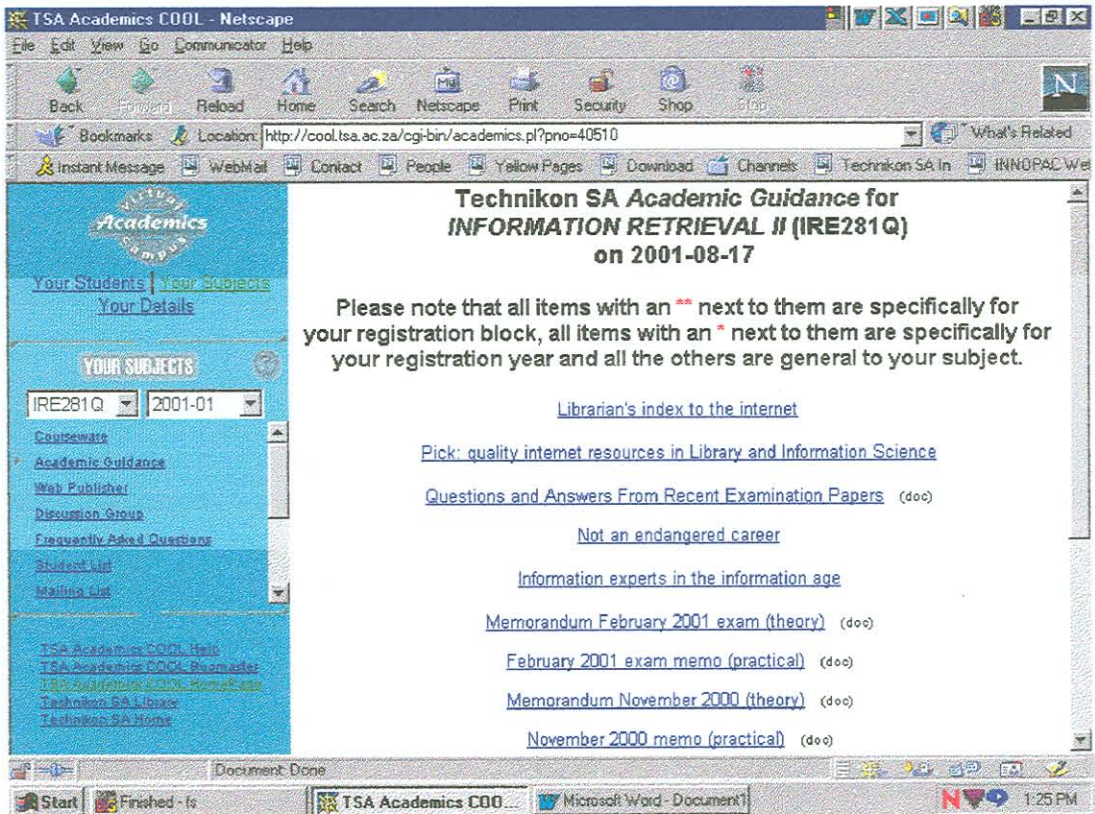 TSA Academics COOL - Netscape
File Edit View Go Communicator Help
Back Forward Reload Home Search Netscape Print Security Shop Stop
My
N
Bookmarks Location: http://cool.tsa.ac.za/cgi-bin/academics.pl?pno=40510 What's Related
Instant Message WebMail Contact People Yellow Pages Download Channels Technikon SA In INNOPAC We
Virtual
Academics
Campus
Your Students | Your Subjects
Your Details
YOUR SUBJECTS
IRE281Q 2001-01
Courseware
Academic Guidance
Web Publisher
Discussion Group
Frequently Asked Questions
Student List
Mailing List
TSA Academics COOL Help
TSA Academics COOL Bugmaster
TSA Academics COOL HomePage
Technikon SA Library
Technikon SA Home
Technikon SA Academic Guidance for
INFORMATION RETRIEVAL II (IRE281Q)
on 2001-08-17
Please note that all items with an ** next to them are specifically for
your registration block, all items with an * next to them are specifically for
your registration year and all the others are general to your subject.
Librarian's index to the internet
Pick: quality internet resources in Library and Information Science
Questions and Answers From Recent Examination Papers (doc)
Not an endangered career
Information experts in the information age
Memorandum February 2001 exam (theory) (doc)
February 2001 exam memo (practical) (doc)
Memorandum November 2000 (theory) (doc)
November 2000 memo (practical) (doc)
Document: Done
Start Finished - fs TSA Academics COO... Microsoft Word - Document1 N 1:25 PM